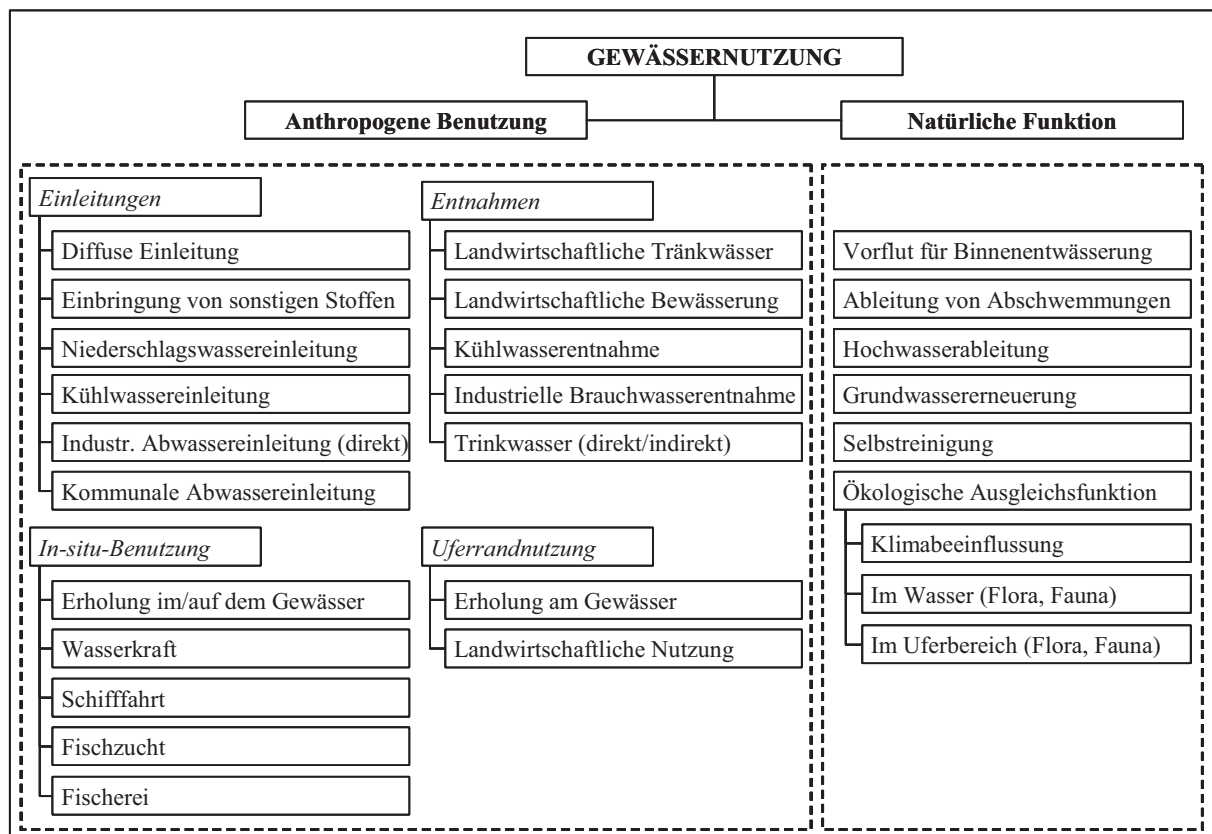 GEWÄSSERNUTZUNG
Anthropogene Benutzung
Natürliche Funktion
Einleitungen
Diffuse Einleitung
Einbringung von sonstigen Stoffen
Niederschlagswassereinleitung
Kühlwassereinleitung
Industr. Abwassereinleitung (direkt)
Kommunale Abwassereinleitung
Entnahmen
Landwirtschaftliche Tränkwässer
Landwirtschaftliche Bewässerung
Kühlwasserentnahme
Industrielle Brauchwasserentnahme
Trinkwasser (direkt/indirekt)
In-situ-Benutzung
Erholung im/auf dem Gewässer
Wasserkraft
Schifffahrt
Fischzucht
Fischerei
Uferrandnutzung
Erholung am Gewässer
Landwirtschaftliche Nutzung
Vorflut für Binnenentwässerung
Ableitung von Abschwemmungen
Hochwasserableitung
Grundwassererneuerung
Selbstreinigung
Ökologische Ausgleichsfunktion
Klimabeeinflussung
Im Wasser (Flora, Fauna)
Im Uferbereich (Flora, Fauna)